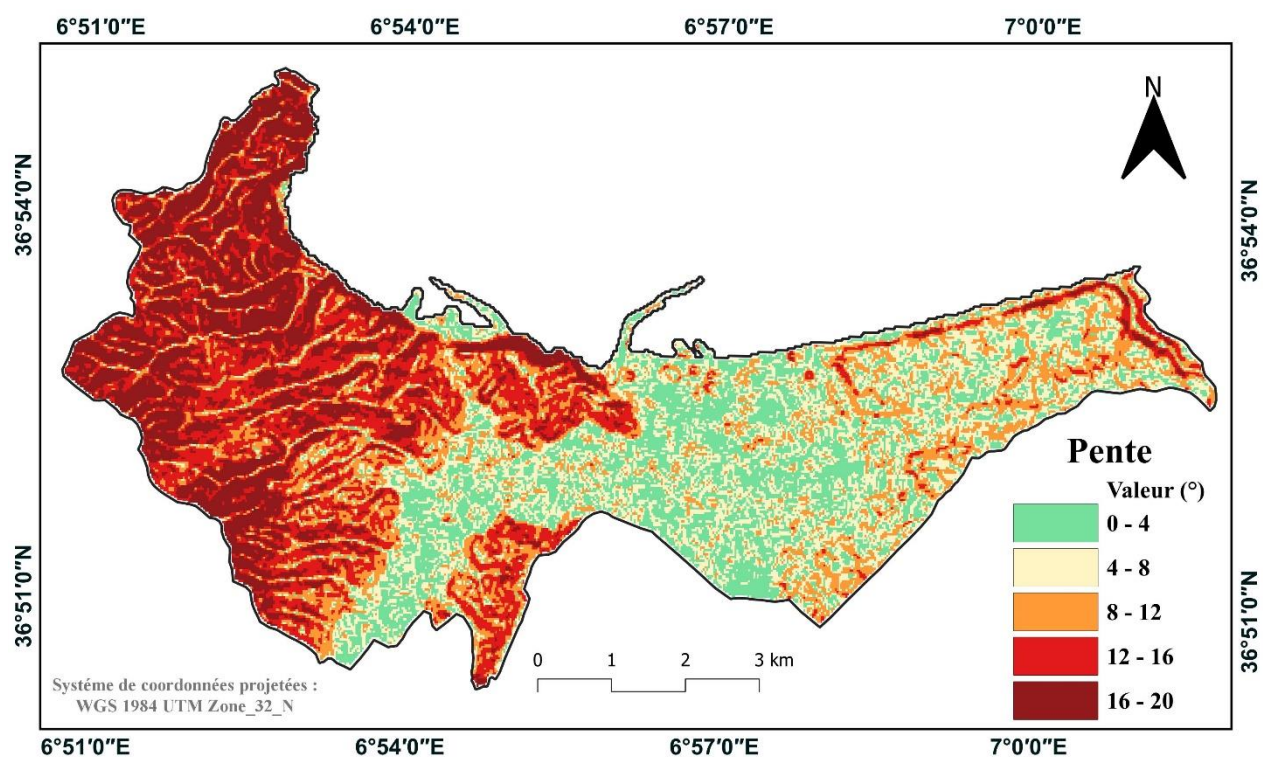 6°51'0"E 6°54'0"E 6°57'0"E 7°0'0"E
N
36°54'0"N
36°54'0"N
Pente
Valeur (°)
0 - 4
4 - 8
8 - 12
12 - 16
16 - 20
36°51'0"N
36°51'0"N
0 1 2 3 km
Systéme de coordonnées projetées :
WGS 1984 UTM Zone_32_N
6°51'0"E 6°54'0"E 6°57'0"E 7°0'0"E